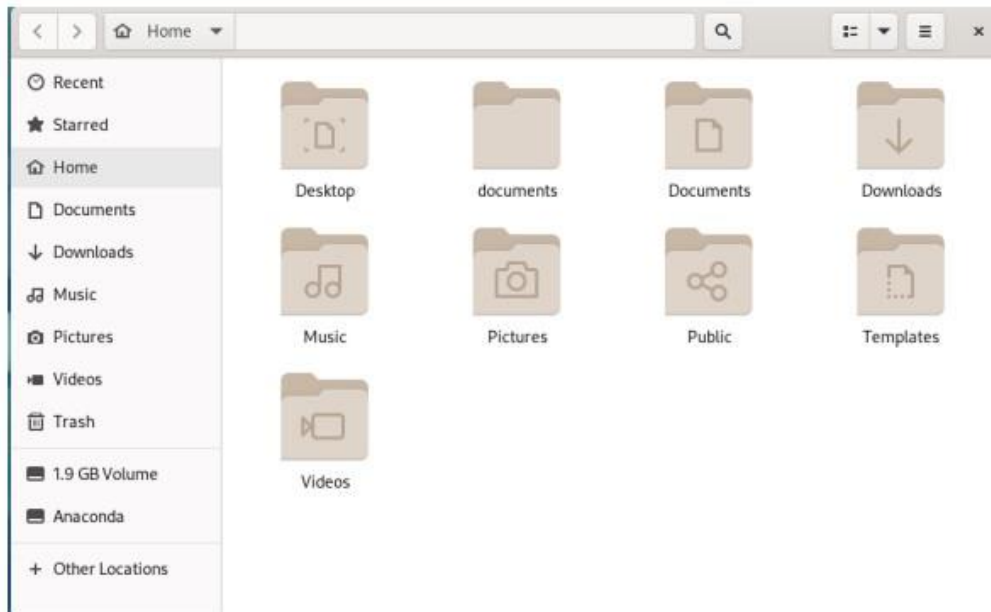 Home
Recent
Starred
Home
Documents
Downloads
Music
Pictures
Videos
Trash
1.9 GB Volume
Anaconda
+ Other Locations
Desktop
documents
Documents
Downloads
Music
Pictures
Public
Templates
Videos